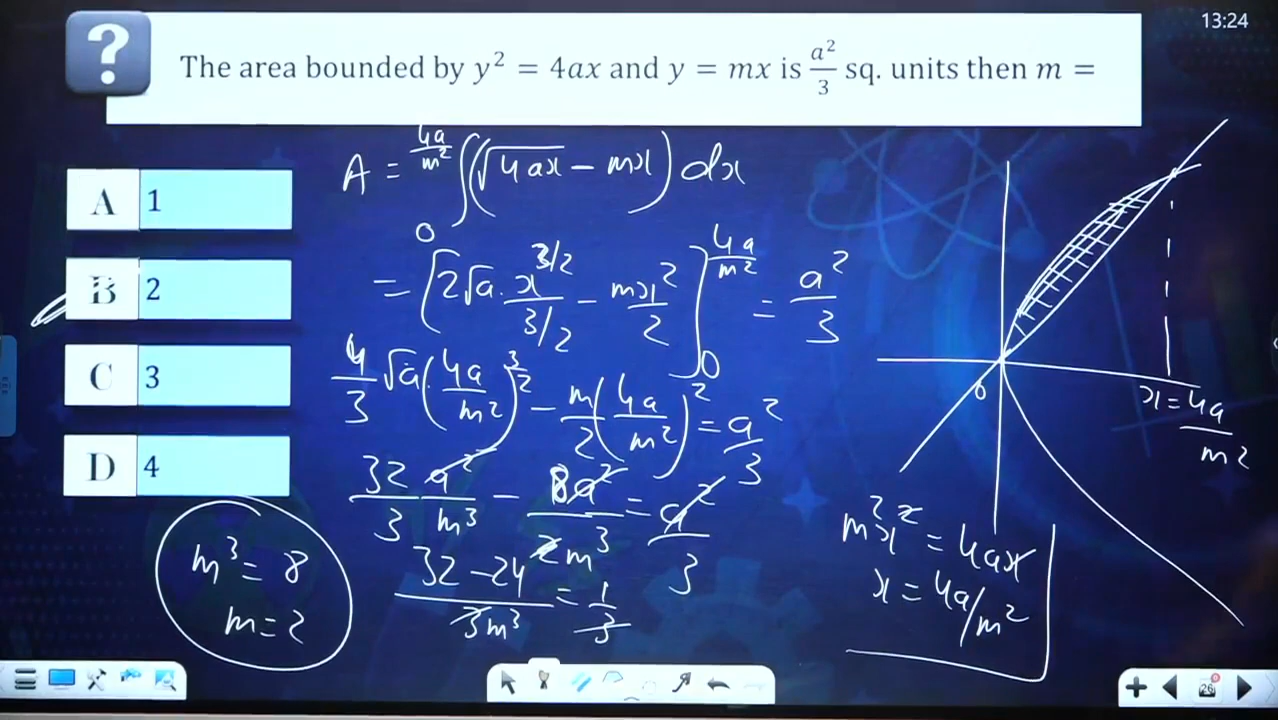 13:24
?
The area bounded by y² = 4ax and y = mx is a²/3 sq. units then m =
A 1
B 2
C 3
D 4
A = ∫₀^(4a/m²) (√4ax − mx) dx
= [2√a · x^(3/2)/(3/2) − mx²/2]₀^(4a/m²) = a²/3
4/3 √a · (4a/m²)^(3/2) − m/2 (4a/m²)² = a²/3
32/3 a²/m³ − 8a²/2m³ = a²/3
32 − 24/3m³ = 1/3
m³ = 8
m = 2
0
x = 4a/m²
m²x² = 4ax
x = 4a/m²
26